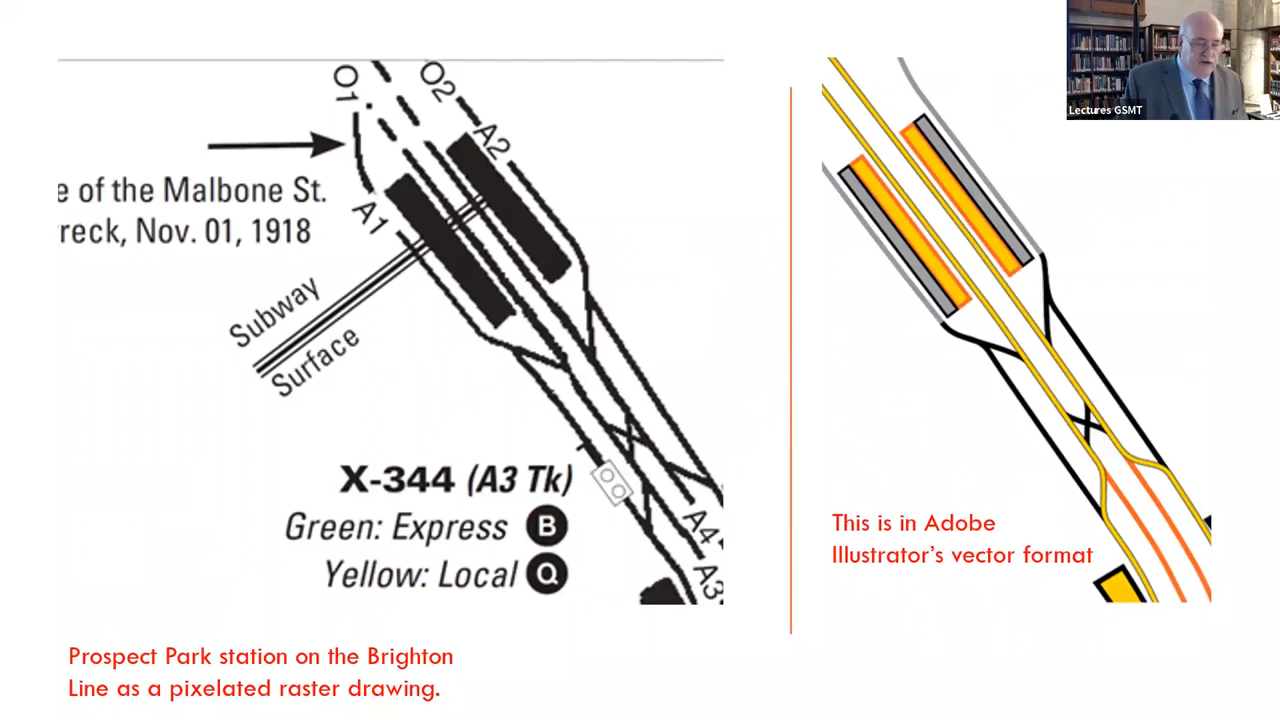 O1
O2
A2
e of the Malbone St.
reck, Nov. 01, 1918
A1
Subway
Surface
X-344 (A3 Tk)
Green: Express B
Yellow: Local Q
A4
A3
Prospect Park station on the Brighton
Line as a pixelated raster drawing.
This is in Adobe
Illustrator's vector format
Lectures GSMT